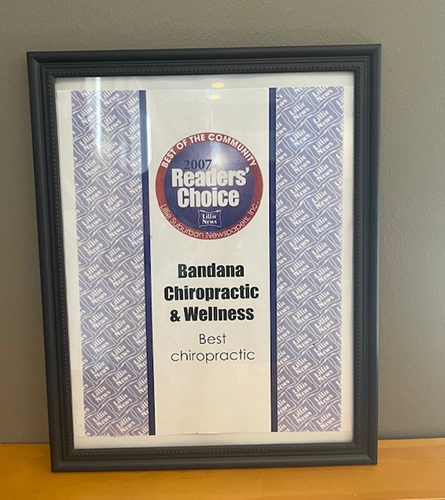 BEST OF THE COMMUNITY
2007
Readers'
Choice
Lillie
News
Lillie Suburban Newspapers, Inc.
Bandana
Chiropractic
& Wellness
Best
chiropractic